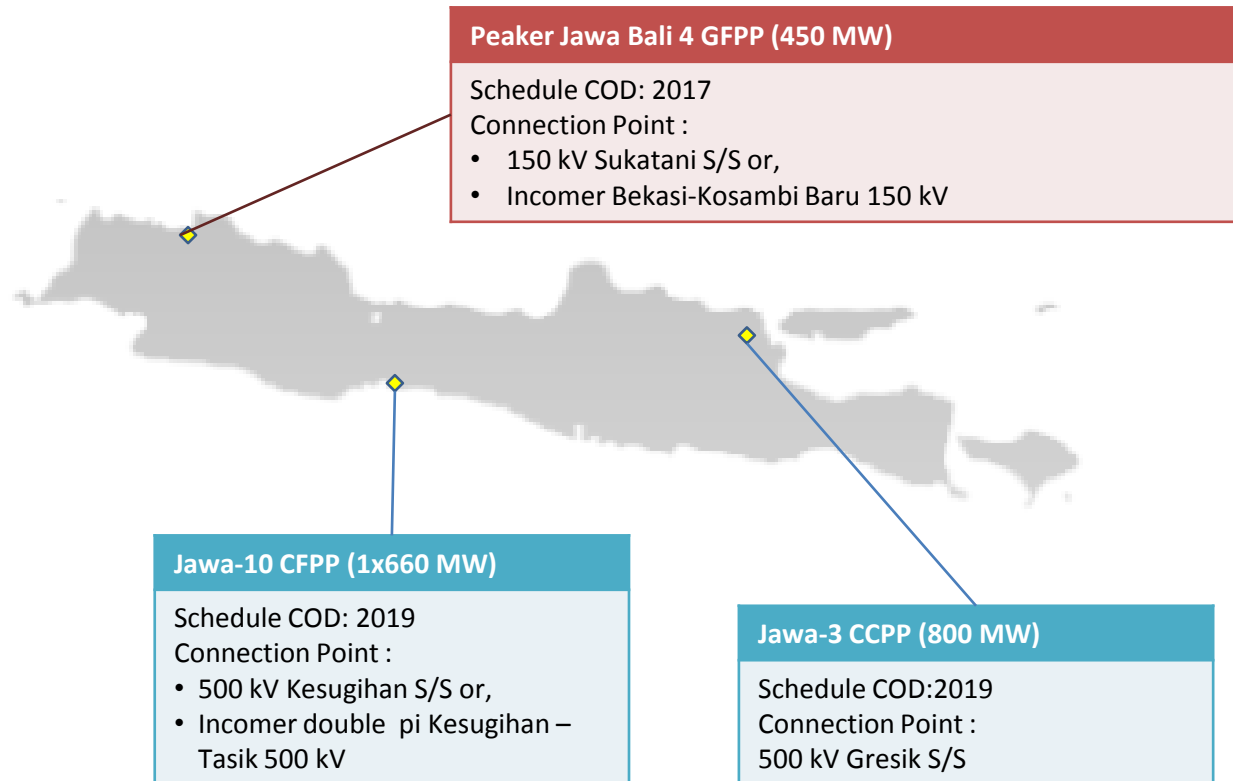 Peaker Jawa Bali 4 GFPP (450 MW)
Schedule COD: 2017
Connection Point :
• 150 kV Sukatani S/S or,
• Incomer Bekasi-Kosambi Baru 150 kV
Jawa-10 CFPP (1x660 MW)
Schedule COD: 2019
Connection Point :
• 500 kV Kesugihan S/S or,
• Incomer double pi Kesugihan –
Tasik 500 kV
Jawa-3 CCPP (800 MW)
Schedule COD:2019
Connection Point :
500 kV Gresik S/S